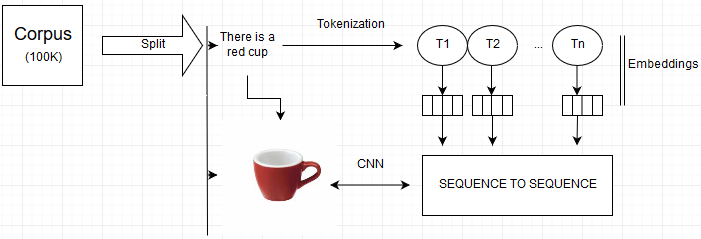 Corpus
(100K)
Split
There is a
red cup
Tokenization
T1
T2
...
Tn
Embeddings
CNN
SEQUENCE TO SEQUENCE